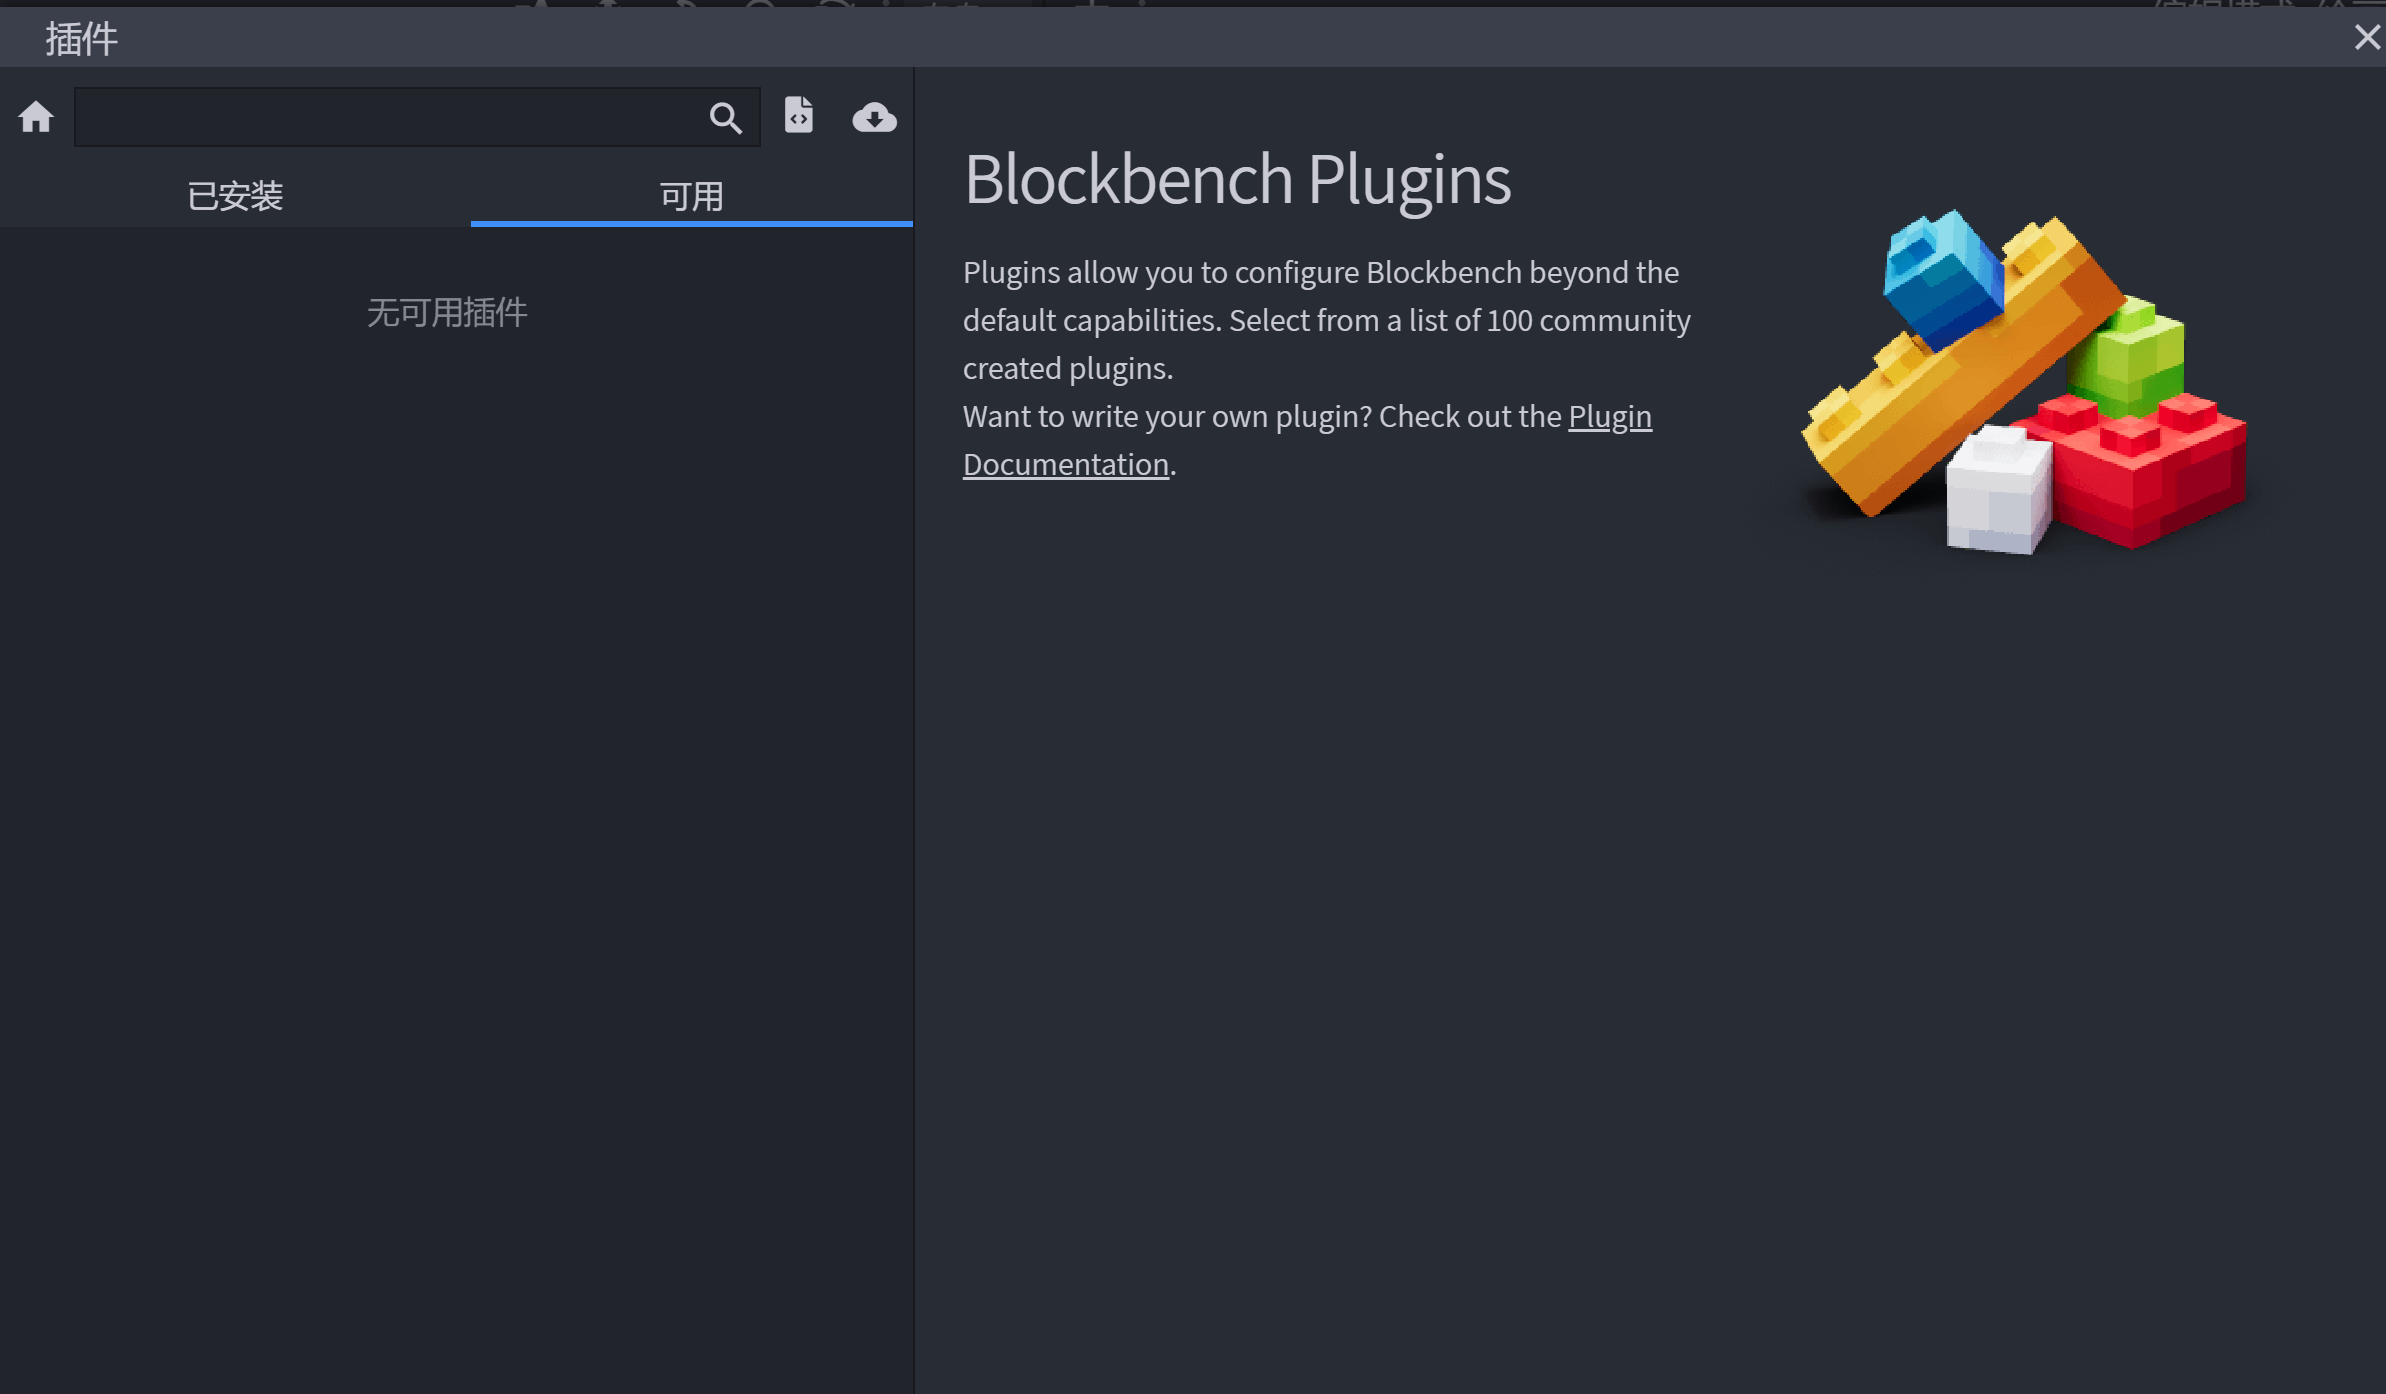 插件
已安装
可用
无可用插件
Blockbench Plugins
Plugins allow you to configure Blockbench beyond the
default capabilities. Select from a list of 100 community
created plugins.
Want to write your own plugin? Check out the Plugin
Documentation.